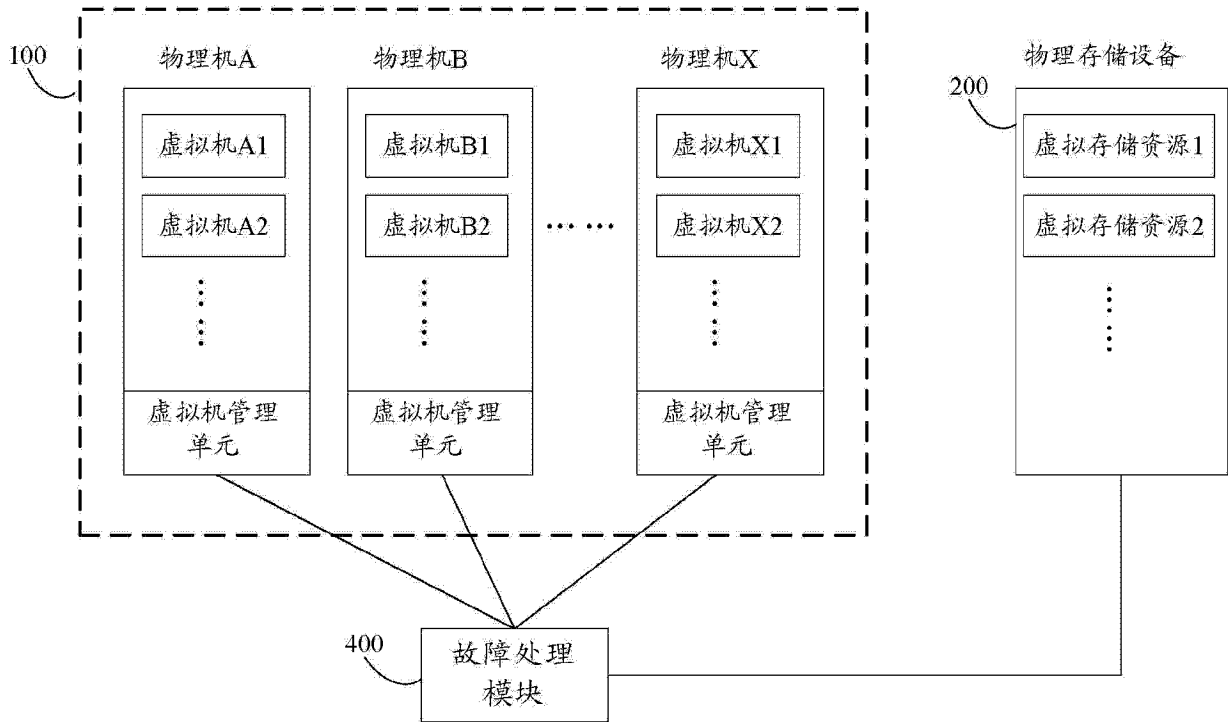 100
物理机A
物理机B
物理机X
物理存储设备
200
虚拟机A1
虚拟机B1
虚拟机X1
虚拟存储资源1
虚拟机A2
虚拟机B2
……
虚拟机X2
虚拟存储资源2
虚拟机管理
单元
虚拟机管理
单元
虚拟机管理
单元
400
故障处理
模块